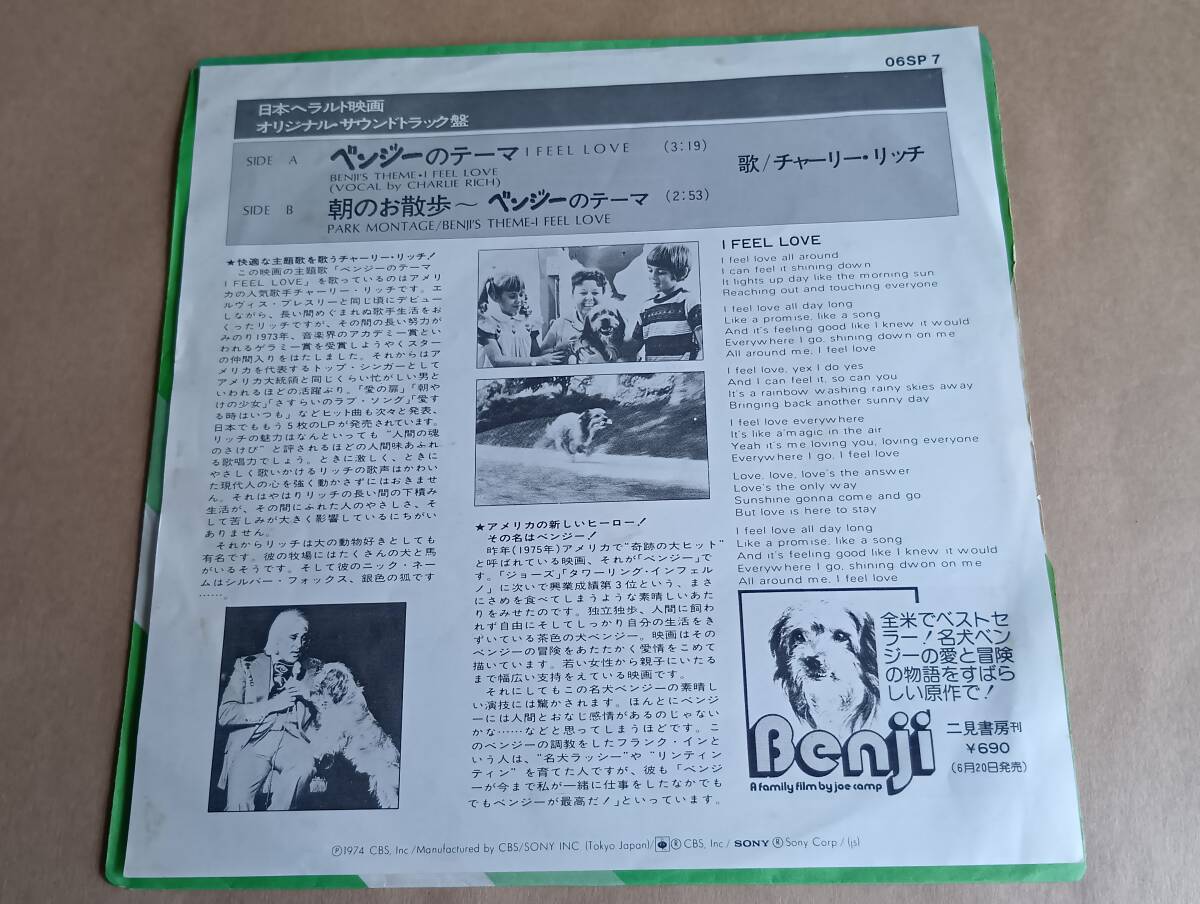 06SP 7
日本ヘラルド映画
オリジナル・サウンドトラック盤
SIDE A ベンジーのテーマ I FEEL LOVE (3:19)
BENJI'S THEME・I FEEL LOVE
(VOCAL by CHARLIE RICH)
歌/チャーリー・リッチ
SIDE B 朝のお散歩～ベンジーのテーマ (2:53)
PARK MONTAGE/BENJI'S THEME-I FEEL LOVE
★快適な主題歌を歌うチャーリー・リッチ!
この映画の主題歌「ベンジーのテーマ
I FEEL LOVE」を歌っているのはアメリ
カの人気歌手チャーリー・リッチです。エ
ルヴィス・プレスリーと同じ頃にデビュー
しながら、長い間めぐまれぬ歌手生活をお
くったリッチですが、その間の長い努力が
みのり1973年、音楽界のアカデミー賞とい
われるグラミー賞を受賞しようやくスター
の仲間入りをはたしました。それからはア
メリカを代表するトップ・シンガーとして
アメリカ大統領と同じくらい忙がしい男と
いわれるほどの活躍ぶり、「愛の扉」「朝や
けの少女」「さすらいのラブ・ソング」「愛す
る時はいつも」などヒット曲も次々と発表、
日本でももう5枚のLPが発売されています。
リッチの魅力はなんといっても“人間の魂
のさけび”と評されるほどの人間味あふれ
る歌唱力でしょう。ときに激しく、ときに
やさしく歌いかけるリッチの歌声はかわい
た現代人の心を強く動かさずにはおきませ
ん。それはやはりリッチの長い間の下積み
生活が、その間にふれた人のやさしさ、そ
して苦しみが大きく影響しているにちがい
ありません。
それからリッチは大の動物好きとしても
有名です。彼の牧場にはたくさんの犬と馬
がいるそうです。そして彼のニック・ネー
ムはシルバー・フォックス、銀色の狐です
……。
★アメリカの新しいヒーロー!
その名はベンジー!
昨年(1975年)アメリカで“奇跡の大ヒット”
と呼ばれている映画、それが「ベンジー」で
す。「ジョーズ」「タワーリング・インフェル
ノ」に次いで興業成績第3位という、まさ
にさめを食べてしまうような素晴しいあた
りをみせたのです。独立独歩、人間に飼わ
れず自由にそしてしっかり自分の生活をき
ずいている茶色の犬ベンジー。映画はその
ベンジーの冒険をあたたかく愛情をこめて
描いています。若い女性から親子にいたる
まで幅広い支持をえている映画です。
それにしてもこの名犬ベンジーの素晴し
い演技には驚かされます。ほんとにベンジ
ーには人間とおなじ感情があるのじゃない
かな……などと思ってしまうほどです。こ
のベンジーの調教をしたフランク・インと
いう人は、“名犬ラッシー”や“リンティン
ティン”を育てた人ですが、彼も「ベンジ
ーが今まで私が一緒に仕事をしたなかでも
でもベンジーが最高だ!」といっています。
I FEEL LOVE
I feel love all around
I can feel it shining down
It lights up day like the morning sun
Reaching out and touching everyone
I feel love all day long
Like a promise, like a song
And it's feeling good like I knew it would
Everywhere I go, shining down on me
All around me, I feel love
I feel love, yex I do yes
And I can feel it, so can you
It's a rainbow washing rainy skies away
Bringing back another sunny day
I feel love everywhere
It's like a magic in the air
Yeah it's me loving you, loving everyone
Everywhere I go, I feel love
Love, love, love's the answer
Love's the only way
Sunshine gonna come and go
But love is here to stay
I feel love all day long
Like a promise, like a song
And it's feeling good like I knew it would
Everywhere I go, shining dwon on me
All around me, I feel love
全米でベストセ
ラー!名犬ベン
ジーの愛と冒険
の物語をすばら
しい原作で!
二見書房刊
¥690
(6月20日発売)
Benji
A family film by joe camp
Ⓟ1974 CBS, Inc/Manufactured by CBS/SONY INC (Tokyo Japan)/ ® CBS, Inc/ SONY ® Sony Corp/(js)